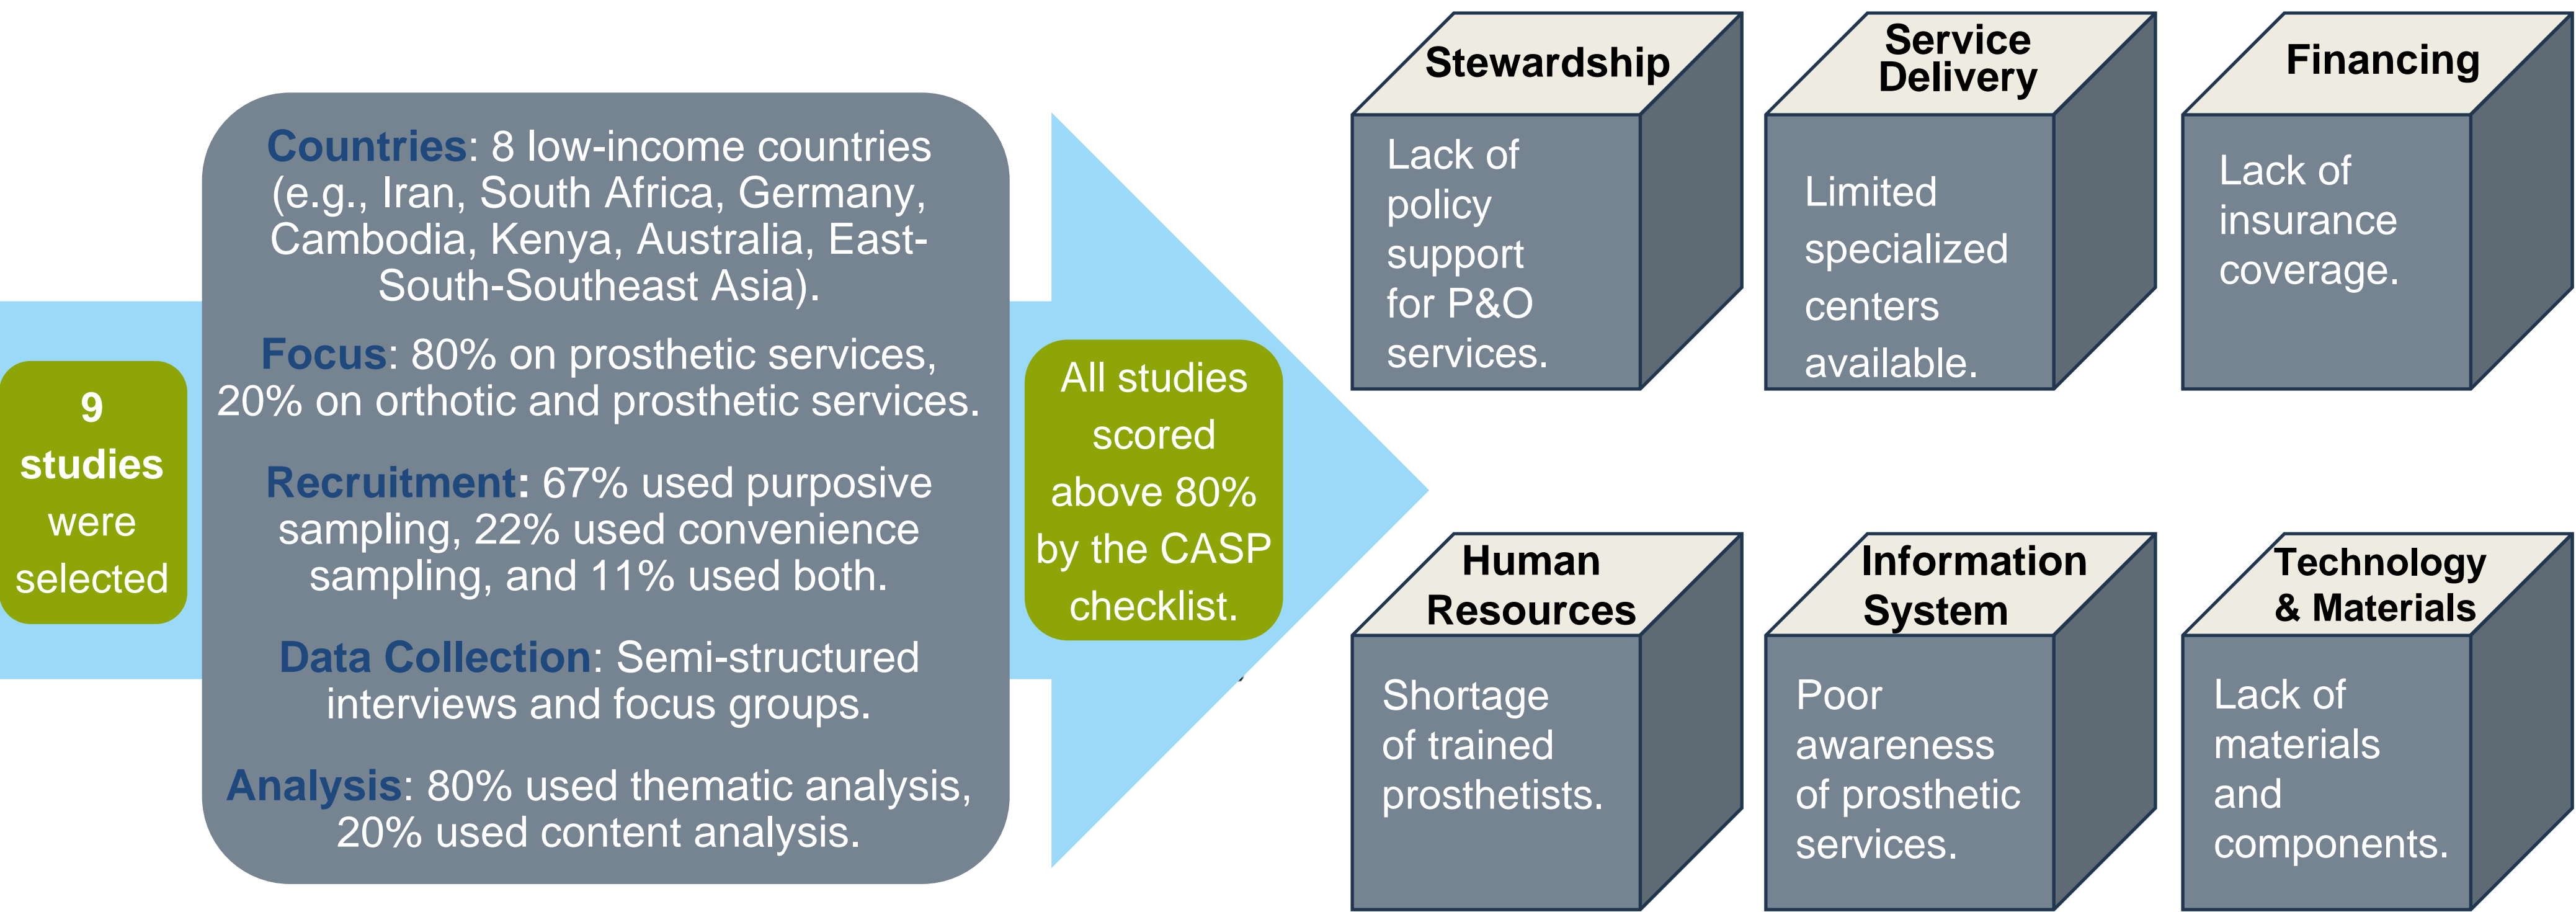 9
studies
were
selected
Countries: 8 low-income countries
(e.g., Iran, South Africa, Germany,
Cambodia, Kenya, Australia, East-
South-Southeast Asia).
Focus: 80% on prosthetic services,
20% on orthotic and prosthetic services.
Recruitment: 67% used purposive
sampling, 22% used convenience
sampling, and 11% used both.
Data Collection: Semi-structured
interviews and focus groups.
Analysis: 80% used thematic analysis,
20% used content analysis.
All studies
scored
above 80%
by the CASP
checklist.
Stewardship
Lack of
policy
support
for P&O
services.
Service
Delivery
Limited
specialized
centers
available.
Financing
Lack of
insurance
coverage.
Human
Resources
Shortage
of trained
prosthetists.
Information
System
Poor
awareness
of prosthetic
services.
Technology
& Materials
Lack of
materials
and
components.